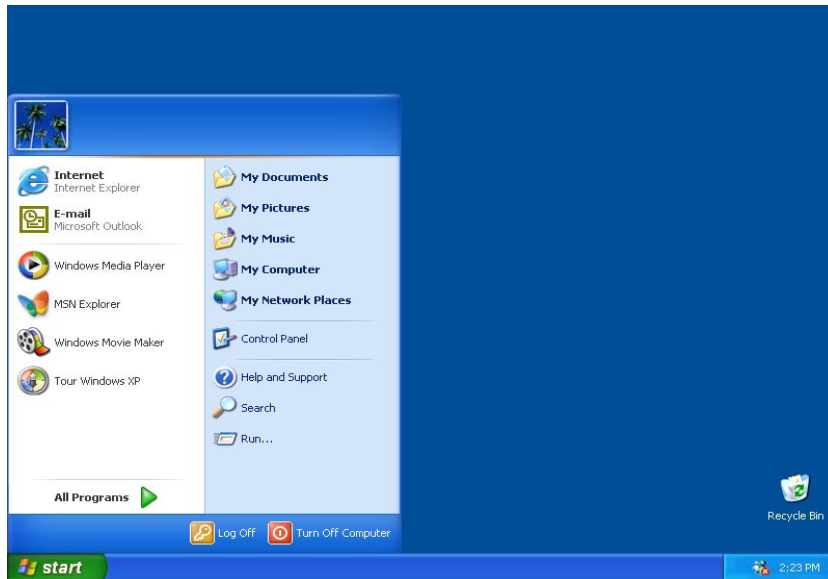 Internet
Internet Explorer
E-mail
Microsoft Outlook
Windows Media Player
MSN Explorer
Windows Movie Maker
Tour Windows XP
All Programs
My Documents
My Pictures
My Music
My Computer
My Network Places
Control Panel
Help and Support
Search
Run...
Log Off
Turn Off Computer
Recycle Bin
start
2:23 PM